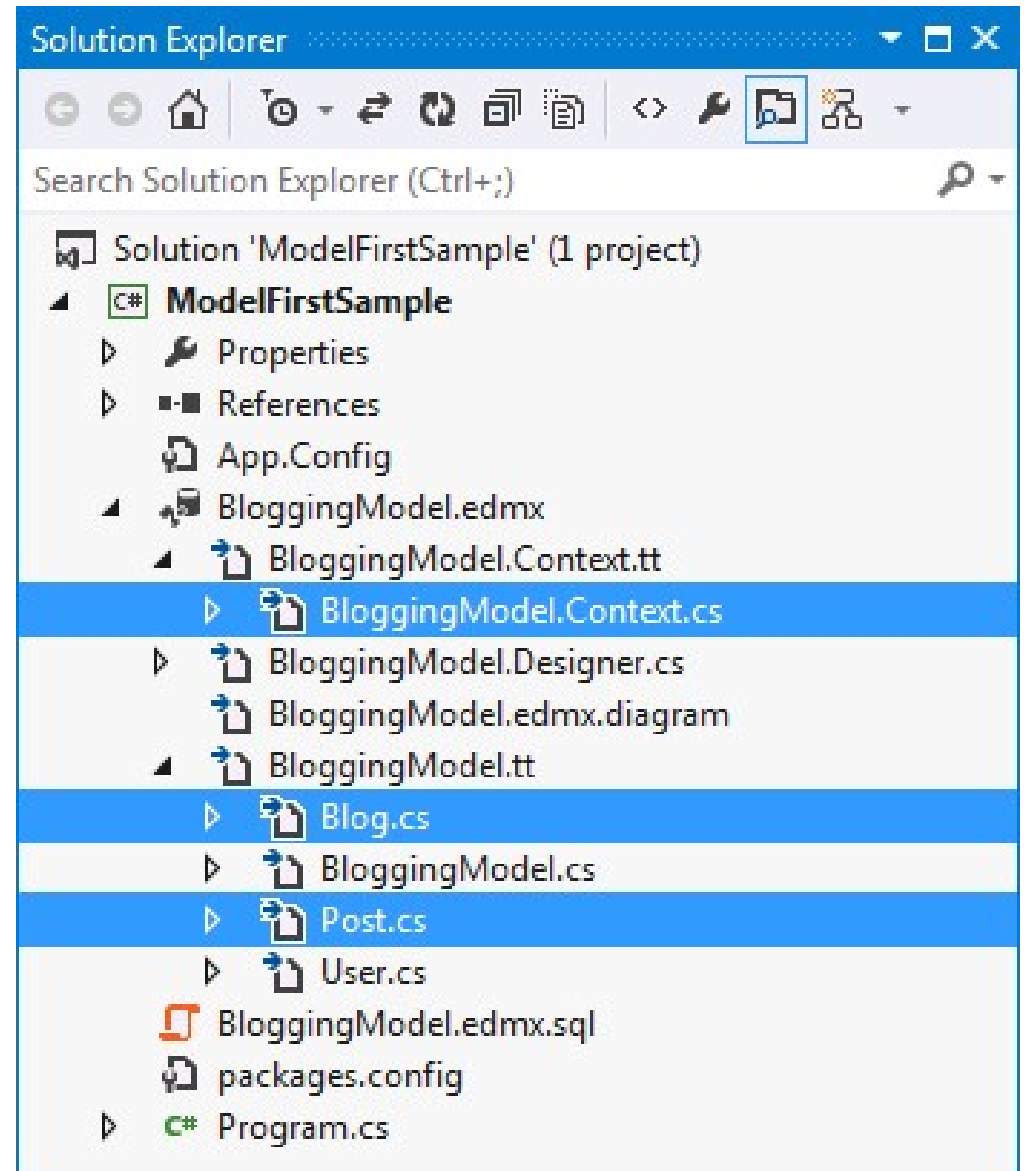 Solution Explorer
Search Solution Explorer (Ctrl+;)
Solution 'ModelFirstSample' (1 project)
C# ModelFirstSample
Properties
References
App.Config
BloggingModel.edmx
BloggingModel.Context.tt
BloggingModel.Context.cs
BloggingModel.Designer.cs
BloggingModel.edmx.diagram
BloggingModel.tt
Blog.cs
BloggingModel.cs
Post.cs
User.cs
BloggingModel.edmx.sql
packages.config
C# Program.cs